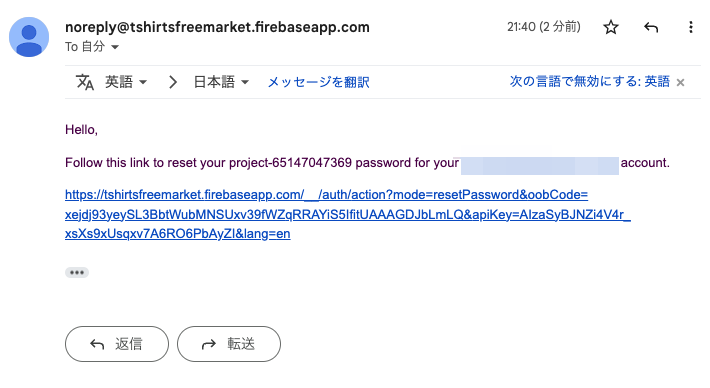 noreply@tshirtsfreemarket.firebaseapp.com 21:40 (2 分前)
To 自分
英語 日本語 メッセージを翻訳 次の言語で無効にする: 英語 ×
Hello,
Follow this link to reset your project-65147047369 password for your account.
https://tshirtsfreemarket.firebaseapp.com/__/auth/action?mode=resetPassword&oobCode=
xejdj93yeySL3BbtWubMNSUxv39fWZqRRAYiS5IfitUAAAGDJbLmLQ&apiKey=AIzaSyBJNZi4V4r_
xsXs9xUsqxv7A6RO6PbAyZI&lang=en
返信 転送